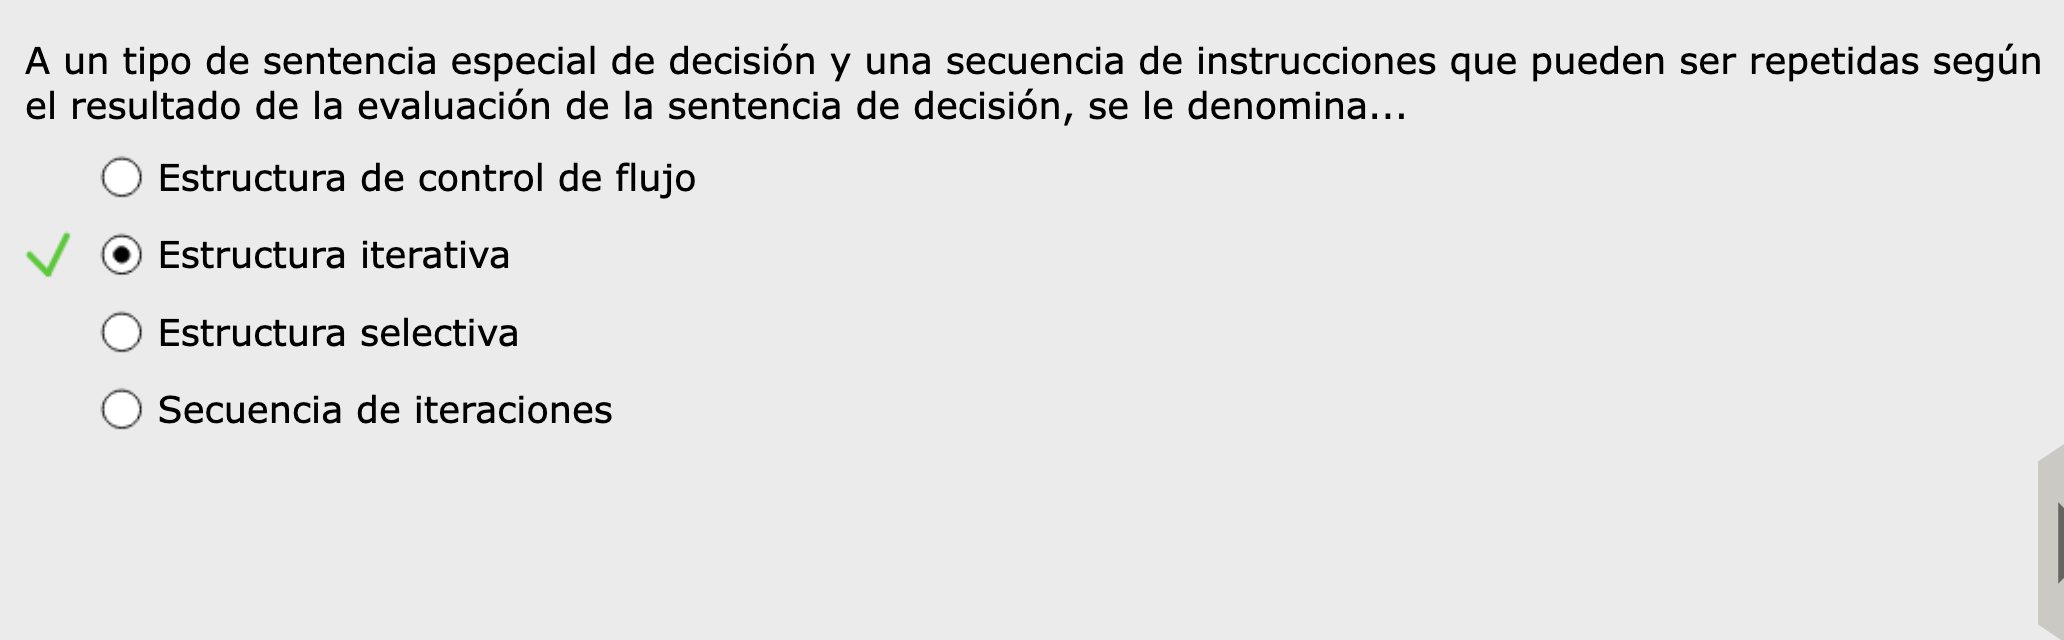 A un tipo de sentencia especial de decisión y una secuencia de instrucciones que pueden ser repetidas según
el resultado de la evaluación de la sentencia de decisión, se le denomina...
Estructura de control de flujo
Estructura iterativa
Estructura selectiva
Secuencia de iteraciones